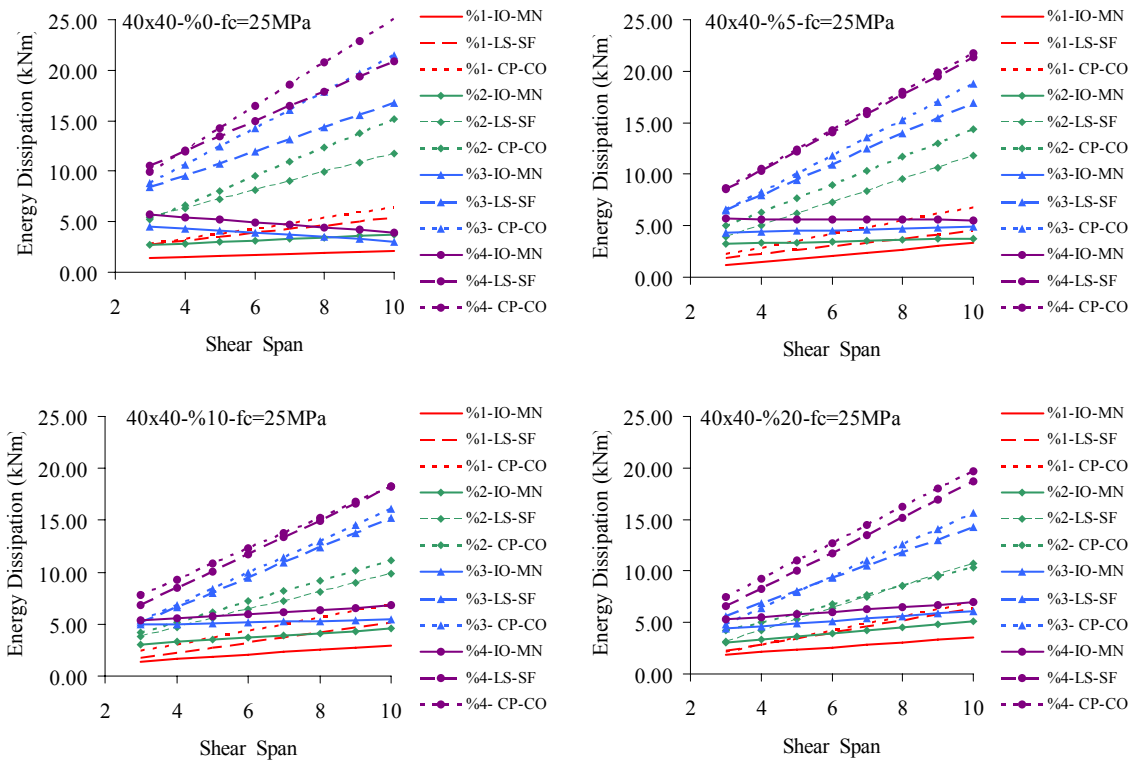 40x40-%0-fc=25MPa
Energy Dissipation (kNm)
25.00
20.00
15.00
10.00
5.00
0.00
2
4
6
8
10
Shear Span
%1-IO-MN
%1-LS-SF
%1- CP-CO
%2-IO-MN
%2-LS-SF
%2- CP-CO
%3-IO-MN
%3-LS-SF
%3- CP-CO
%4-IO-MN
%4-LS-SF
%4- CP-CO
40x40-%5-fc=25MPa
Energy Dissipation (kNm)
25.00
20.00
15.00
10.00
5.00
0.00
2
4
6
8
10
Shear Span
%1-IO-MN
%1-LS-SF
%1- CP-CO
%2-IO-MN
%2-LS-SF
%2- CP-CO
%3-IO-MN
%3-LS-SF
%3- CP-CO
%4-IO-MN
%4-LS-SF
%4- CP-CO
40x40-%10-fc=25MPa
Energy Dissipation (kNm)
25.00
20.00
15.00
10.00
5.00
0.00
2
4
6
8
10
Shear Span
%1-IO-MN
%1-LS-SF
%1- CP-CO
%2-IO-MN
%2-LS-SF
%2- CP-CO
%3-IO-MN
%3-LS-SF
%3- CP-CO
%4-IO-MN
%4-LS-SF
%4- CP-CO
40x40-%20-fc=25MPa
Energy Dissipation (kNm)
25.00
20.00
15.00
10.00
5.00
0.00
2
4
6
8
10
Shear Span
%1-IO-MN
%1-LS-SF
%1- CP-CO
%2-IO-MN
%2-LS-SF
%2- CP-CO
%3-IO-MN
%3-LS-SF
%3- CP-CO
%4-IO-MN
%4-LS-SF
%4- CP-CO